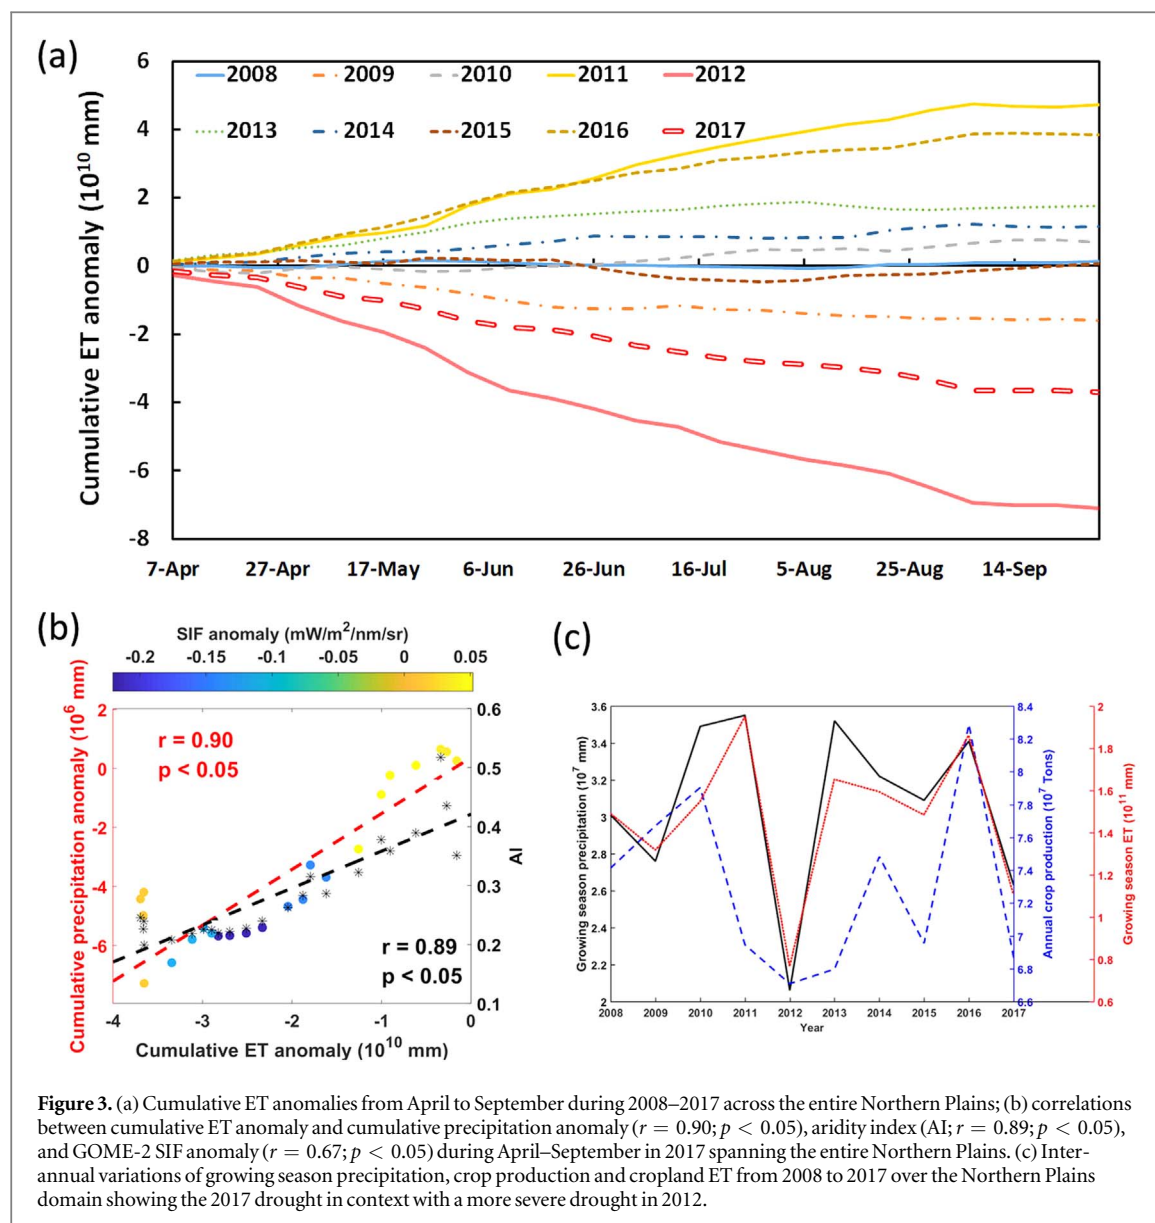 (a)
Cumulative ET anomaly (10^10 mm)
6
4
2
0
-2
-4
-6
-8
2008 2009 2010 2011 2012
2013 2014 2015 2016 2017
7-Apr 27-Apr 17-May 6-Jun 26-Jun 16-Jul 5-Aug 25-Aug 14-Sep
(b)
SIF anomaly (mW/m^2/nm/sr)
-0.2 -0.15 -0.1 -0.05 0 0.05
Cumulative precipitation anomaly (10^6 mm)
2
0
-2
-4
-6
r = 0.90
p < 0.05
r = 0.89
p < 0.05
0.6
0.5
0.4
0.3
0.2
0.1
AI
-4 -3 -2 -1 0
Cumulative ET anomaly (10^10 mm)
(c)
Growing season precipitation (10^7 mm)
3.6
3.4
3.2
3
2.8
2.6
2.4
2.2
2
8.4
8.2
8
7.8
7.6
7.4
7.2
7
6.8
6.6
Annual crop production (10^7 Tons)
2
1.8
1.6
1.4
1.2
1
0.8
0.6
Growing season ET (10^11 mm)
2008 2009 2010 2011 2012 2013 2014 2015 2016 2017
Year
Figure 3. (a) Cumulative ET anomalies from April to September during 2008–2017 across the entire Northern Plains; (b) correlations
between cumulative ET anomaly and cumulative precipitation anomaly (r = 0.90; p < 0.05), aridity index (AI; r = 0.89; p < 0.05),
and GOME-2 SIF anomaly (r = 0.67; p < 0.05) during April–September in 2017 spanning the entire Northern Plains. (c) Inter-
annual variations of growing season precipitation, crop production and cropland ET from 2008 to 2017 over the Northern Plains
domain showing the 2017 drought in context with a more severe drought in 2012.